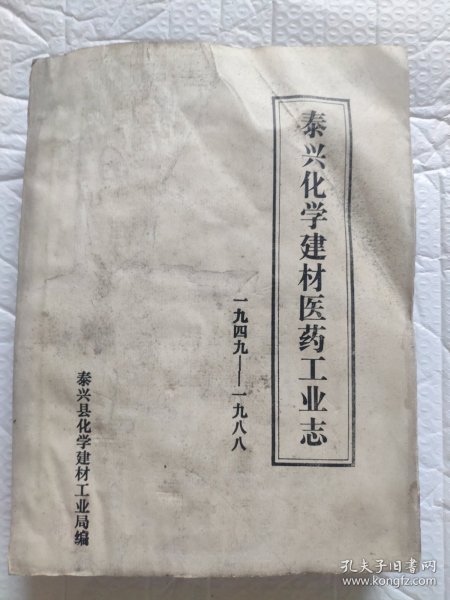 泰兴化学建材医药工业志
一九四九——一九八八
泰兴县化学建材工业局编
孔夫子旧书网
www.kongfz.com